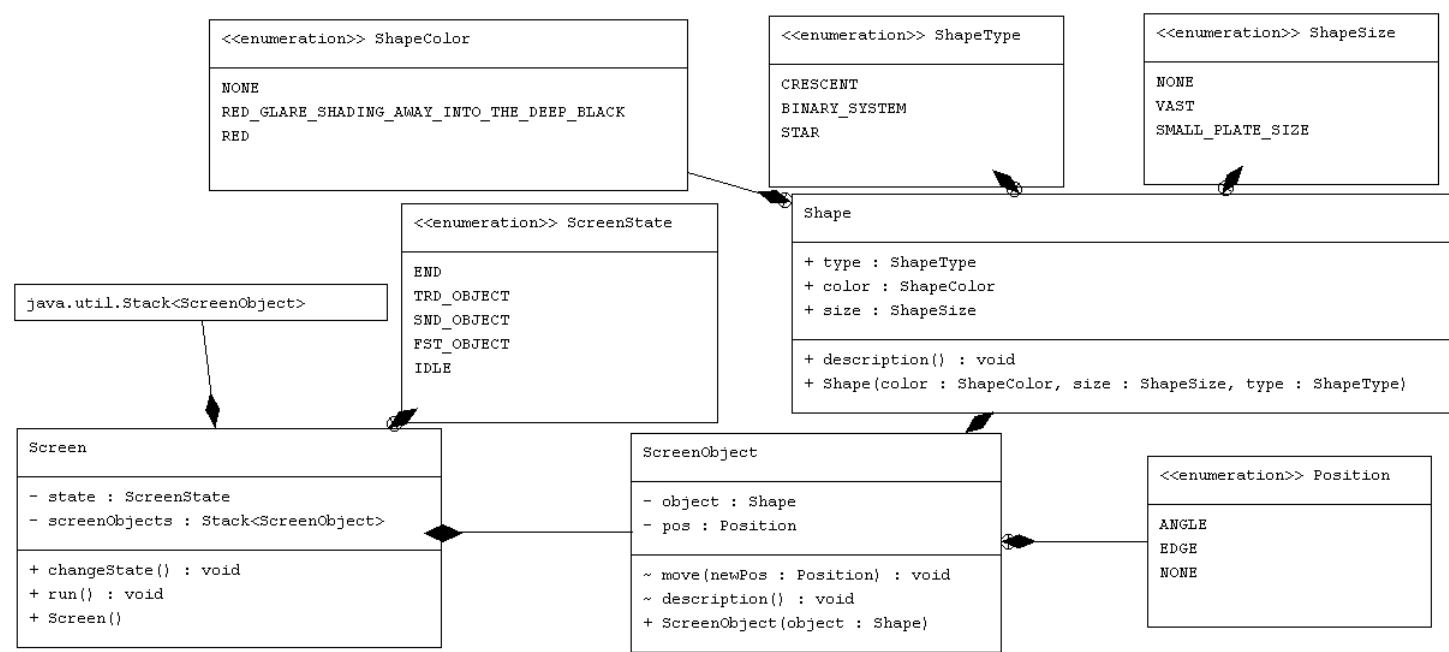 <<enumeration>> ShapeColor
NONE
RED_GLARE_SHADING_AWAY_INTO_THE_DEEP_BLACK
RED
<<enumeration>> ShapeType
CRESCENT
BINARY_SYSTEM
STAR
<<enumeration>> ShapeSize
NONE
VAST
SMALL_PLATE_SIZE
<<enumeration>> ScreenState
END
TRD_OBJECT
SND_OBJECT
FST_OBJECT
IDLE
Shape
+ type : ShapeType
+ color : ShapeColor
+ size : ShapeSize
+ description() : void
+ Shape(color : ShapeColor, size : ShapeSize, type : ShapeType)
java.util.Stack<ScreenObject>
Screen
- state : ScreenState
- screenObjects : Stack<ScreenObject>
+ changeState() : void
+ run() : void
+ Screen()
ScreenObject
- object : Shape
- pos : Position
~ move(newPos : Position) : void
~ description() : void
+ ScreenObject(object : Shape)
<<enumeration>> Position
ANGLE
EDGE
NONE